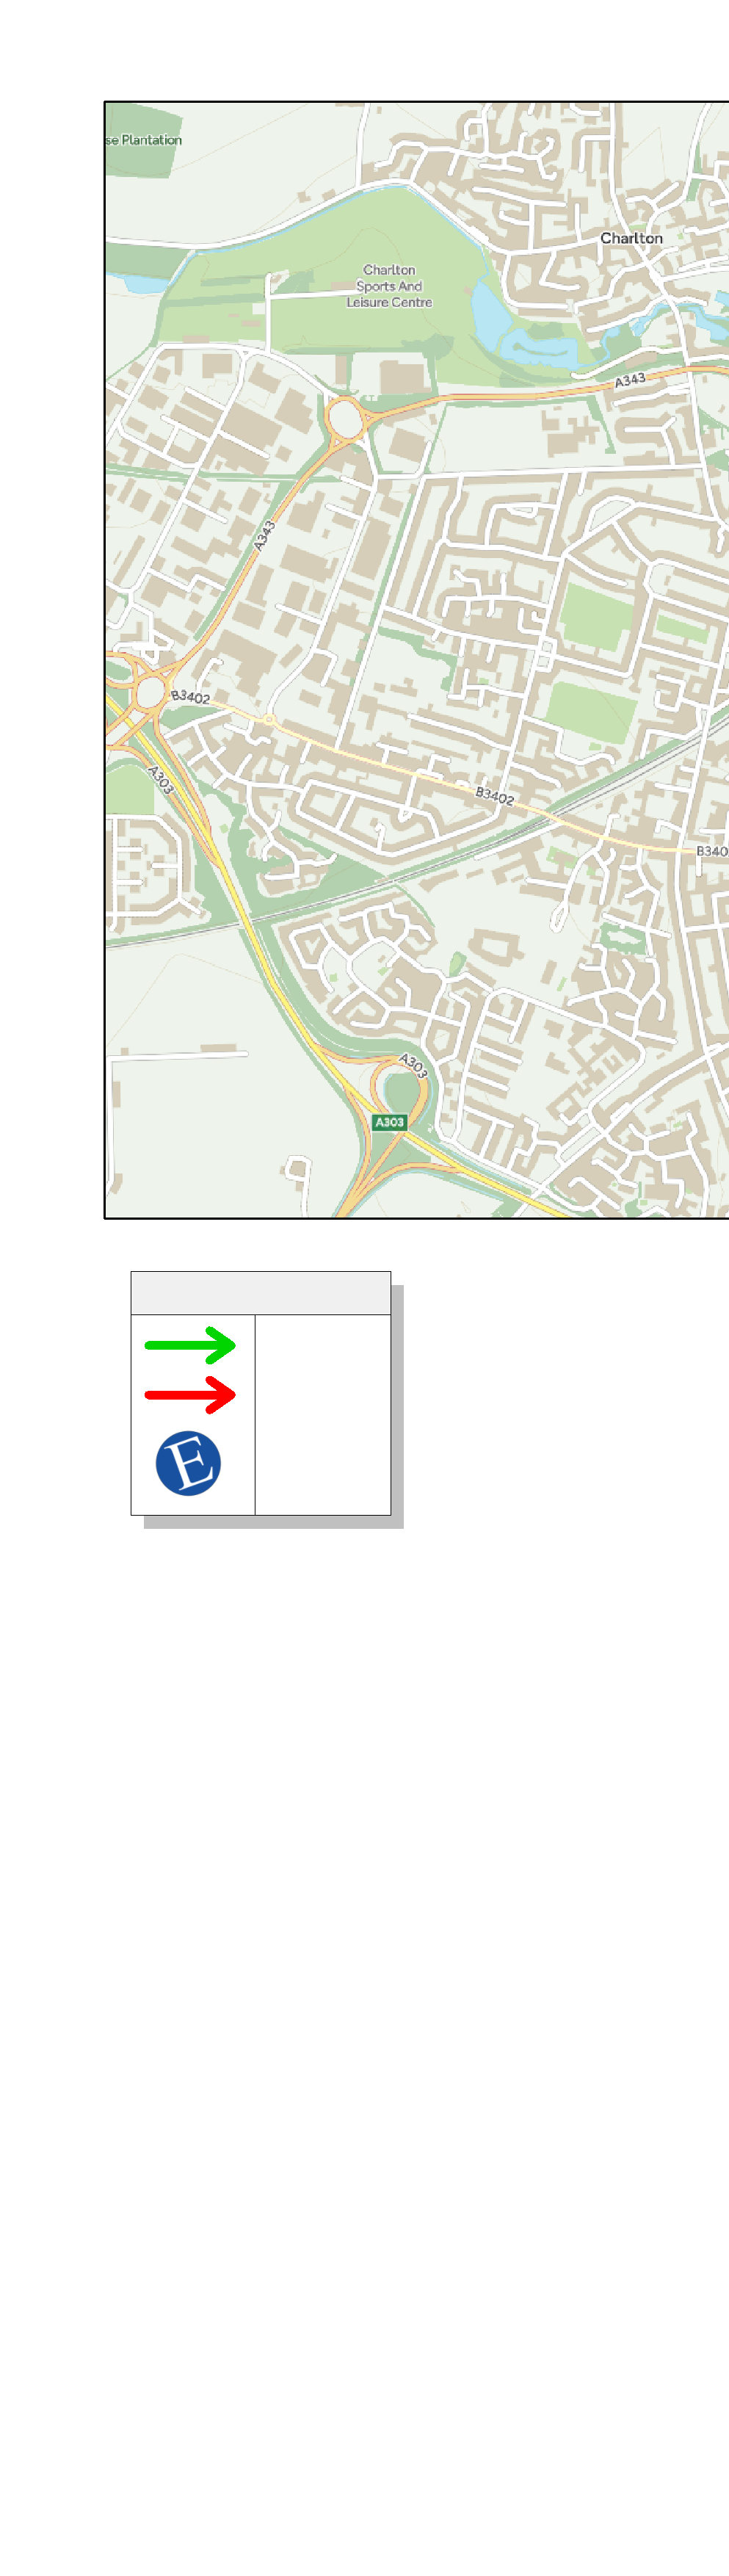 se Plantation
Charlton
Charlton
Sports And
Leisure Centre
A343
A343
B3402
A303
B3402
B340
A303
A303
E